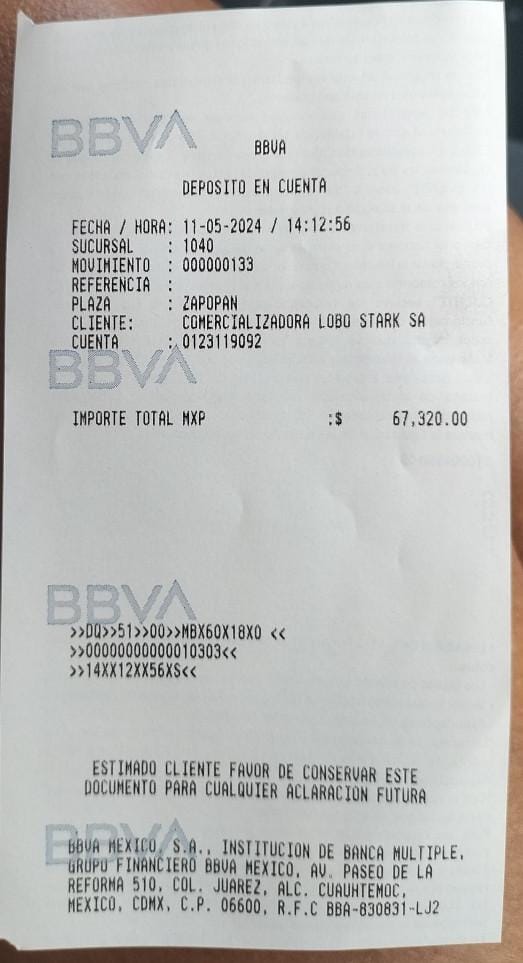 BBVA
BBVA
DEPOSITO EN CUENTA
FECHA / HORA: 11-05-2024 / 14:12:56
SUCURSAL : 1040
MOVIMIENTO : 000000133
REFERENCIA :
PLAZA : ZAPOPAN
CLIENTE: COMERCIALIZADORA LOBO STARK SA
CUENTA :. 0123119092
BBVA
IMPORTE TOTAL MXP :$ 67,320.00
BBVA
>>DQ>>51>>00>>MBX60X18X0 <<
>>00000000000010303<<
>>14XX12XX56XS<<
ESTIMADO CLIENTE FAVOR DE CONSERVAR ESTE
DOCUMENTO PARA CUALQUIER ACLARACION FUTURA
BBVA
BBVA MEXICO, S.A., INSTITUCION DE BANCA MULTIPLE,
GRUPO FINANCIERO BBVA MEXICO, AV. PASEO DE LA
REFORMA 510, COL. JUAREZ, ALC. CUAUHTEMOC,
MEXICO, CDMX, C.P. 06600, R.F.C BBA-830831-LJ2